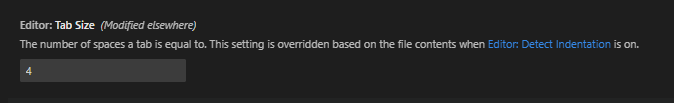 Editor: Tab Size (Modified elsewhere)
The number of spaces a tab is equal to. This setting is overridden based on the file contents when Editor: Detect Indentation is on.
4